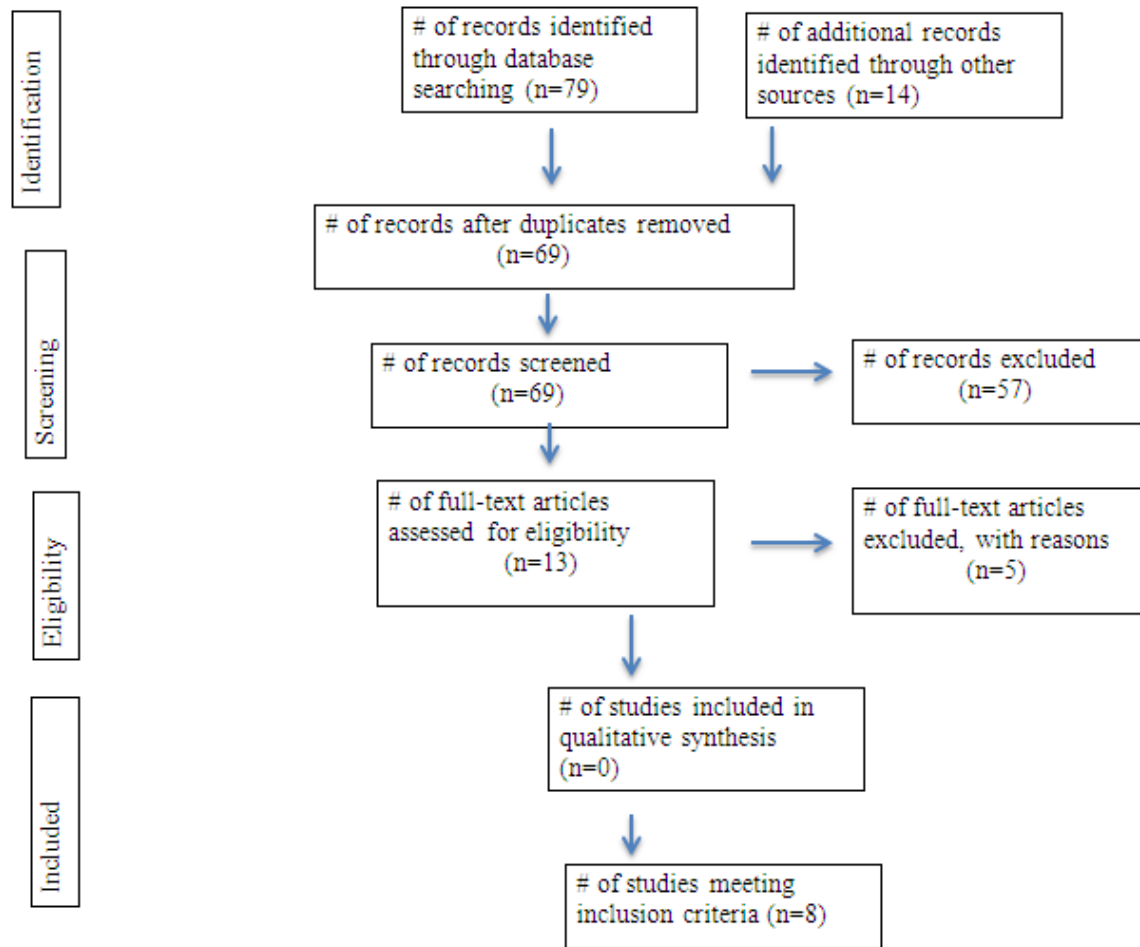 Identification
# of records identified
through database
searching (n=79)
# of additional records
identified through other
sources (n=14)
# of records after duplicates removed
(n=69)
Screening
# of records screened
(n=69)
# of records excluded
(n=57)
Eligibility
# of full-text articles
assessed for eligibility
(n=13)
# of full-text articles
excluded, with reasons
(n=5)
Included
# of studies included in
qualitative synthesis
(n=0)
# of studies meeting
inclusion criteria (n=8)